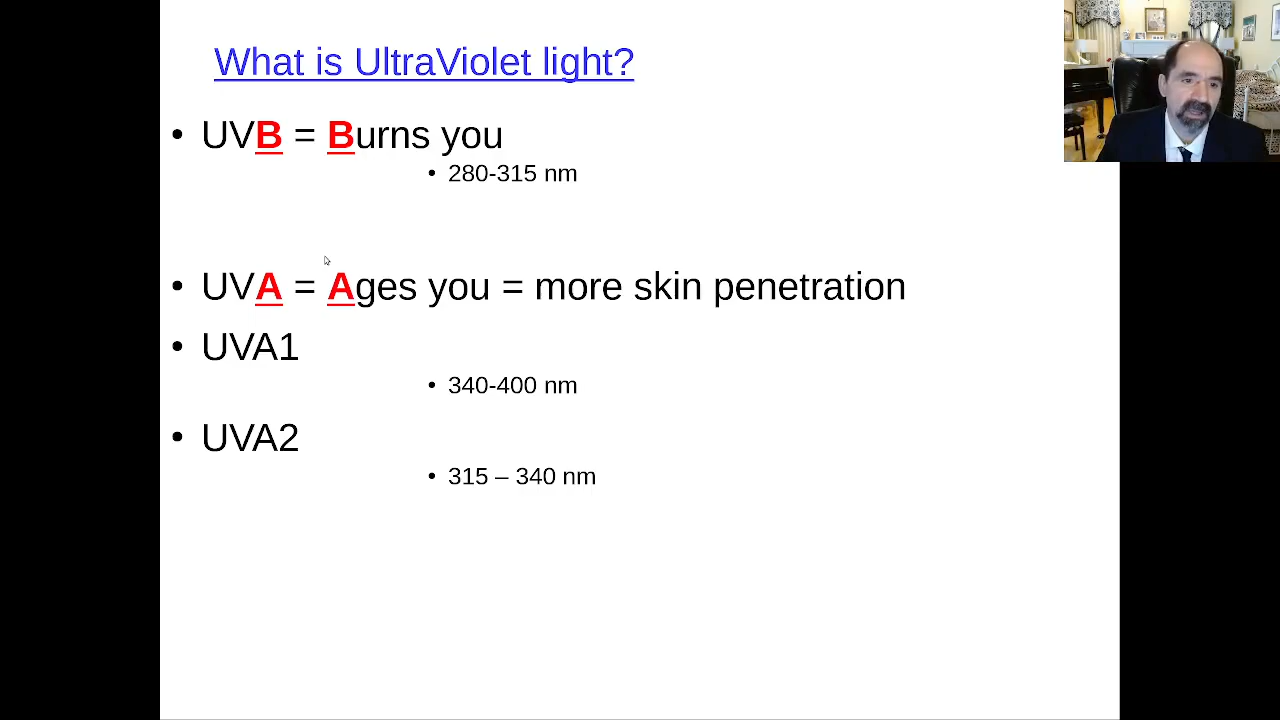 What is UltraViolet light?
• UVB = Burns you
• 280-315 nm
• UVA = Ages you = more skin penetration
• UVA1
• 340-400 nm
• UVA2
• 315 – 340 nm